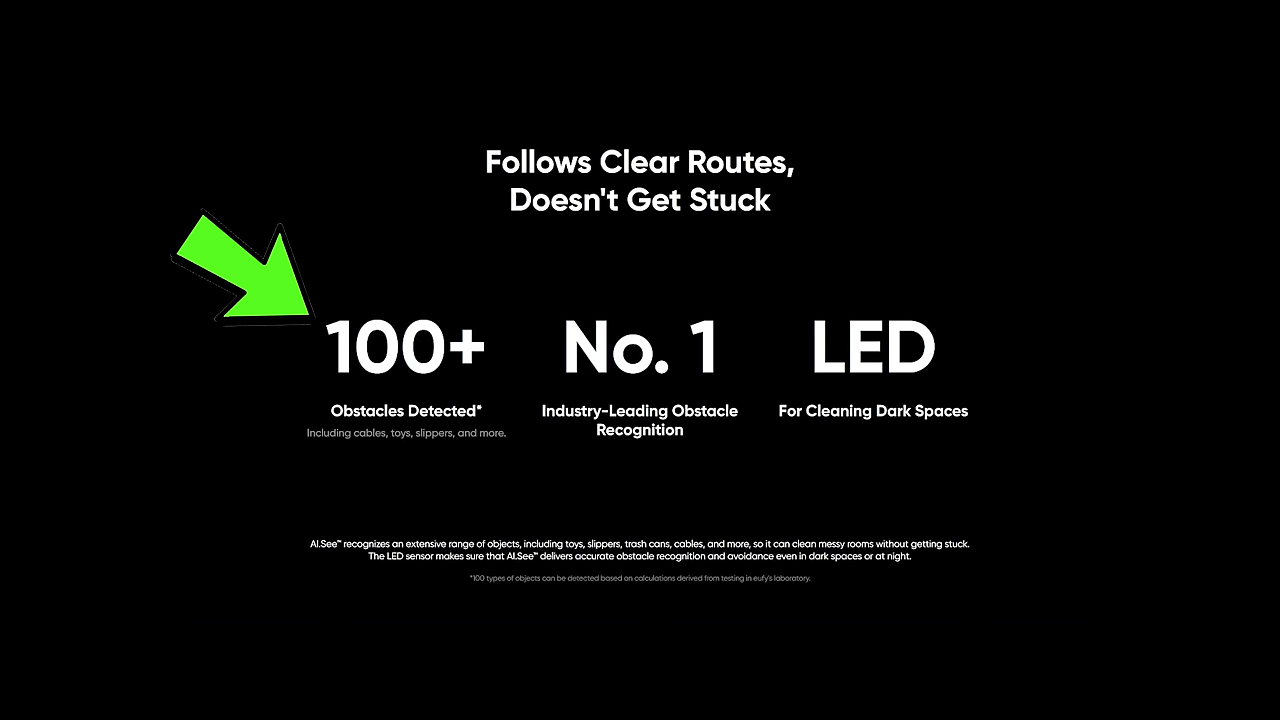 Follows Clear Routes,
Doesn't Get Stuck
100+
Obstacles Detected*
Including cables, toys, slippers, and more.
No. 1
Industry-Leading Obstacle
Recognition
LED
For Cleaning Dark Spaces
AI.See™ recognizes an extensive range of objects, including toys, slippers, trash cans, cables, and more, so it can clean messy rooms without getting stuck.
The LED sensor makes sure that AI.See™ delivers accurate obstacle recognition and avoidance even in dark spaces or at night.
*100 types of objects can be detected based on calculations derived from testing in eufy's laboratory.